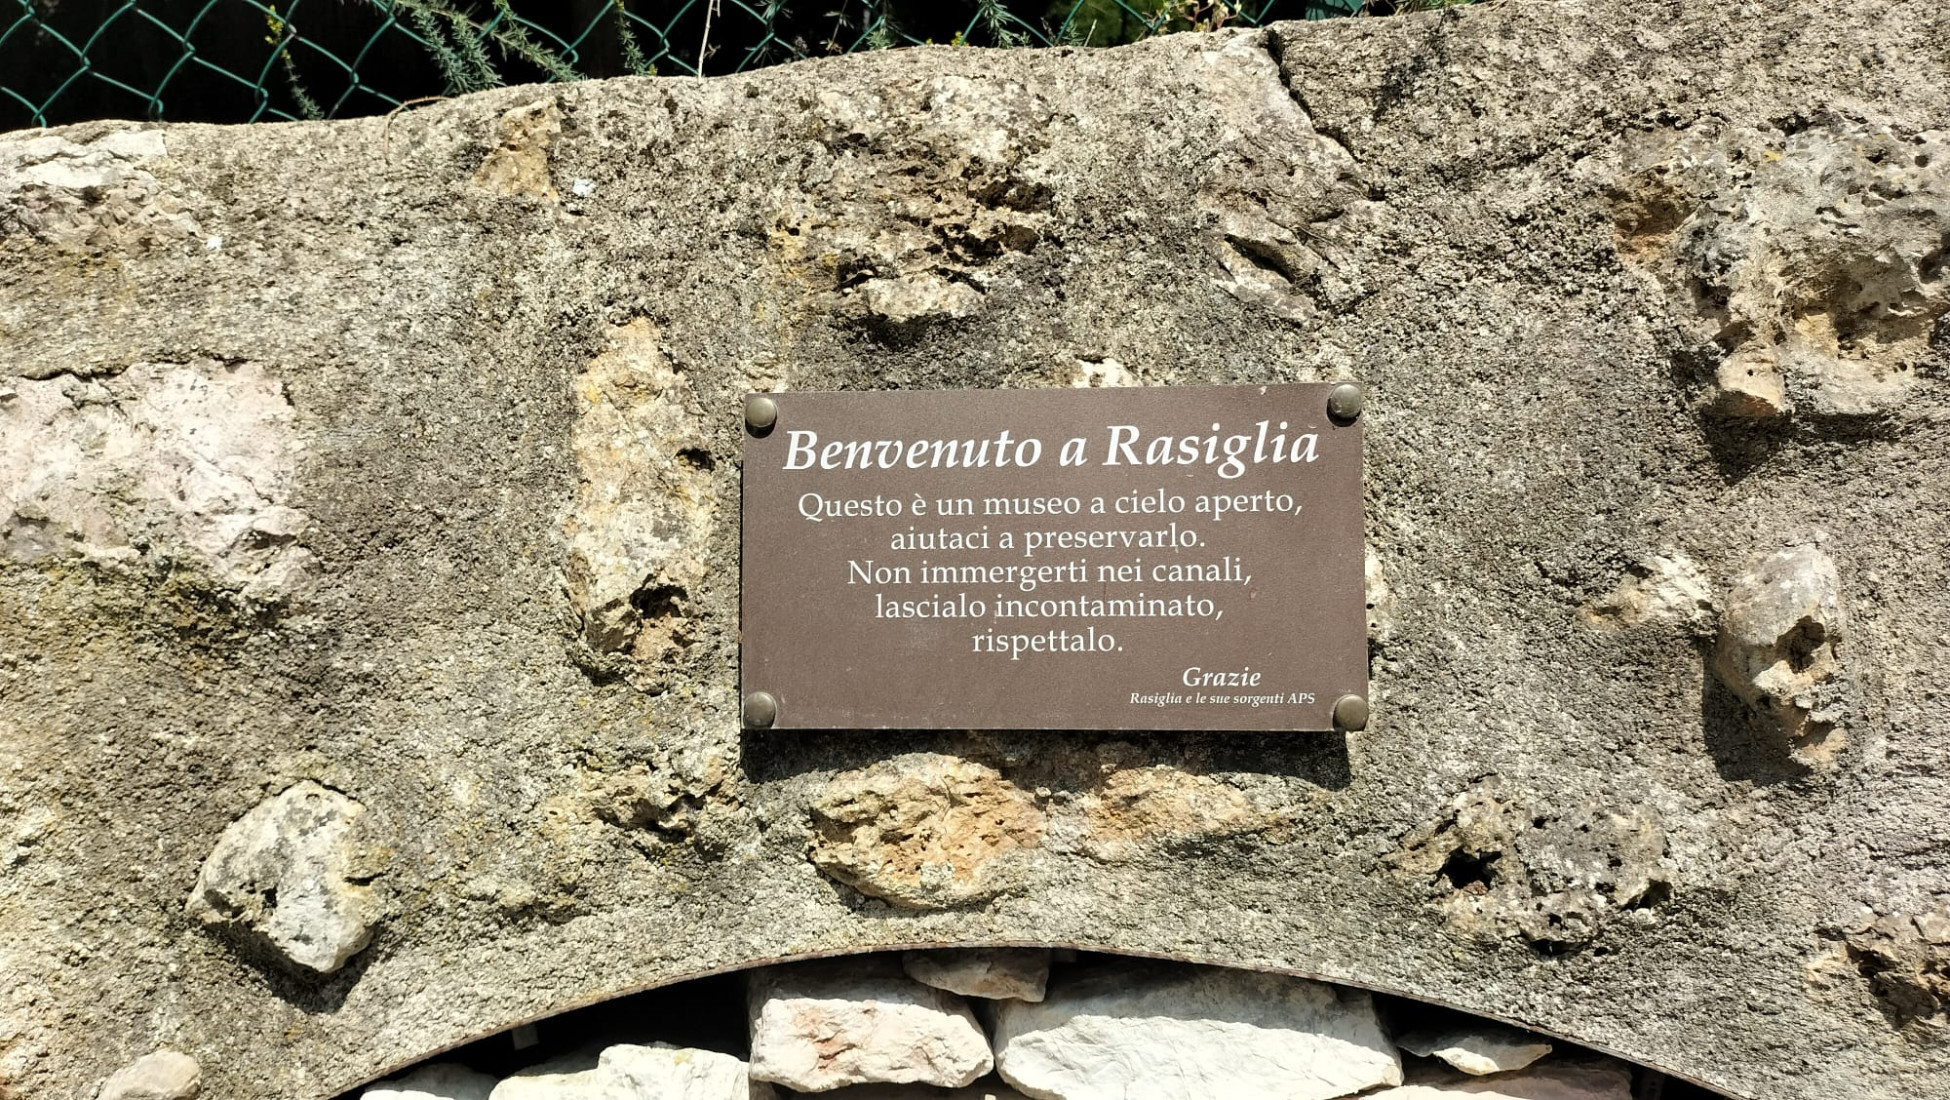 Benvenuto a Rasiglia
Questo è un museo a cielo aperto,
aiutaci a preservarlo.
Non immergerti nei canali,
lascialo incontaminato,
rispettalo.
Grazie
Rasiglia e le sue sorgenti APS